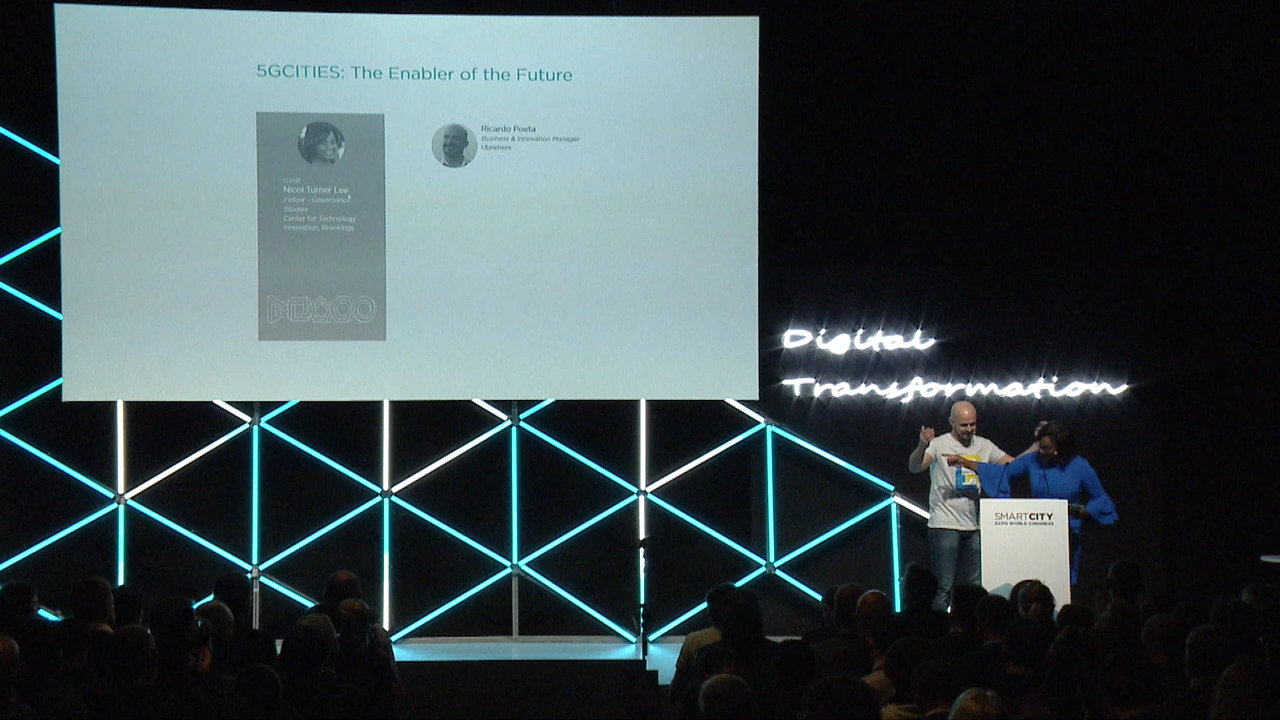 5GCITIES: The Enabler of the Future
CHAIR
Nicol Turner Lee
Fellow - Governance
Studies
Center for Technology
Innovation, Brookings
Ricardo Poeta
Business & Innovation Manager
Ubiwhere
Digital
Transformation
SMARTCITY
EXPO WORLD CONGRESS